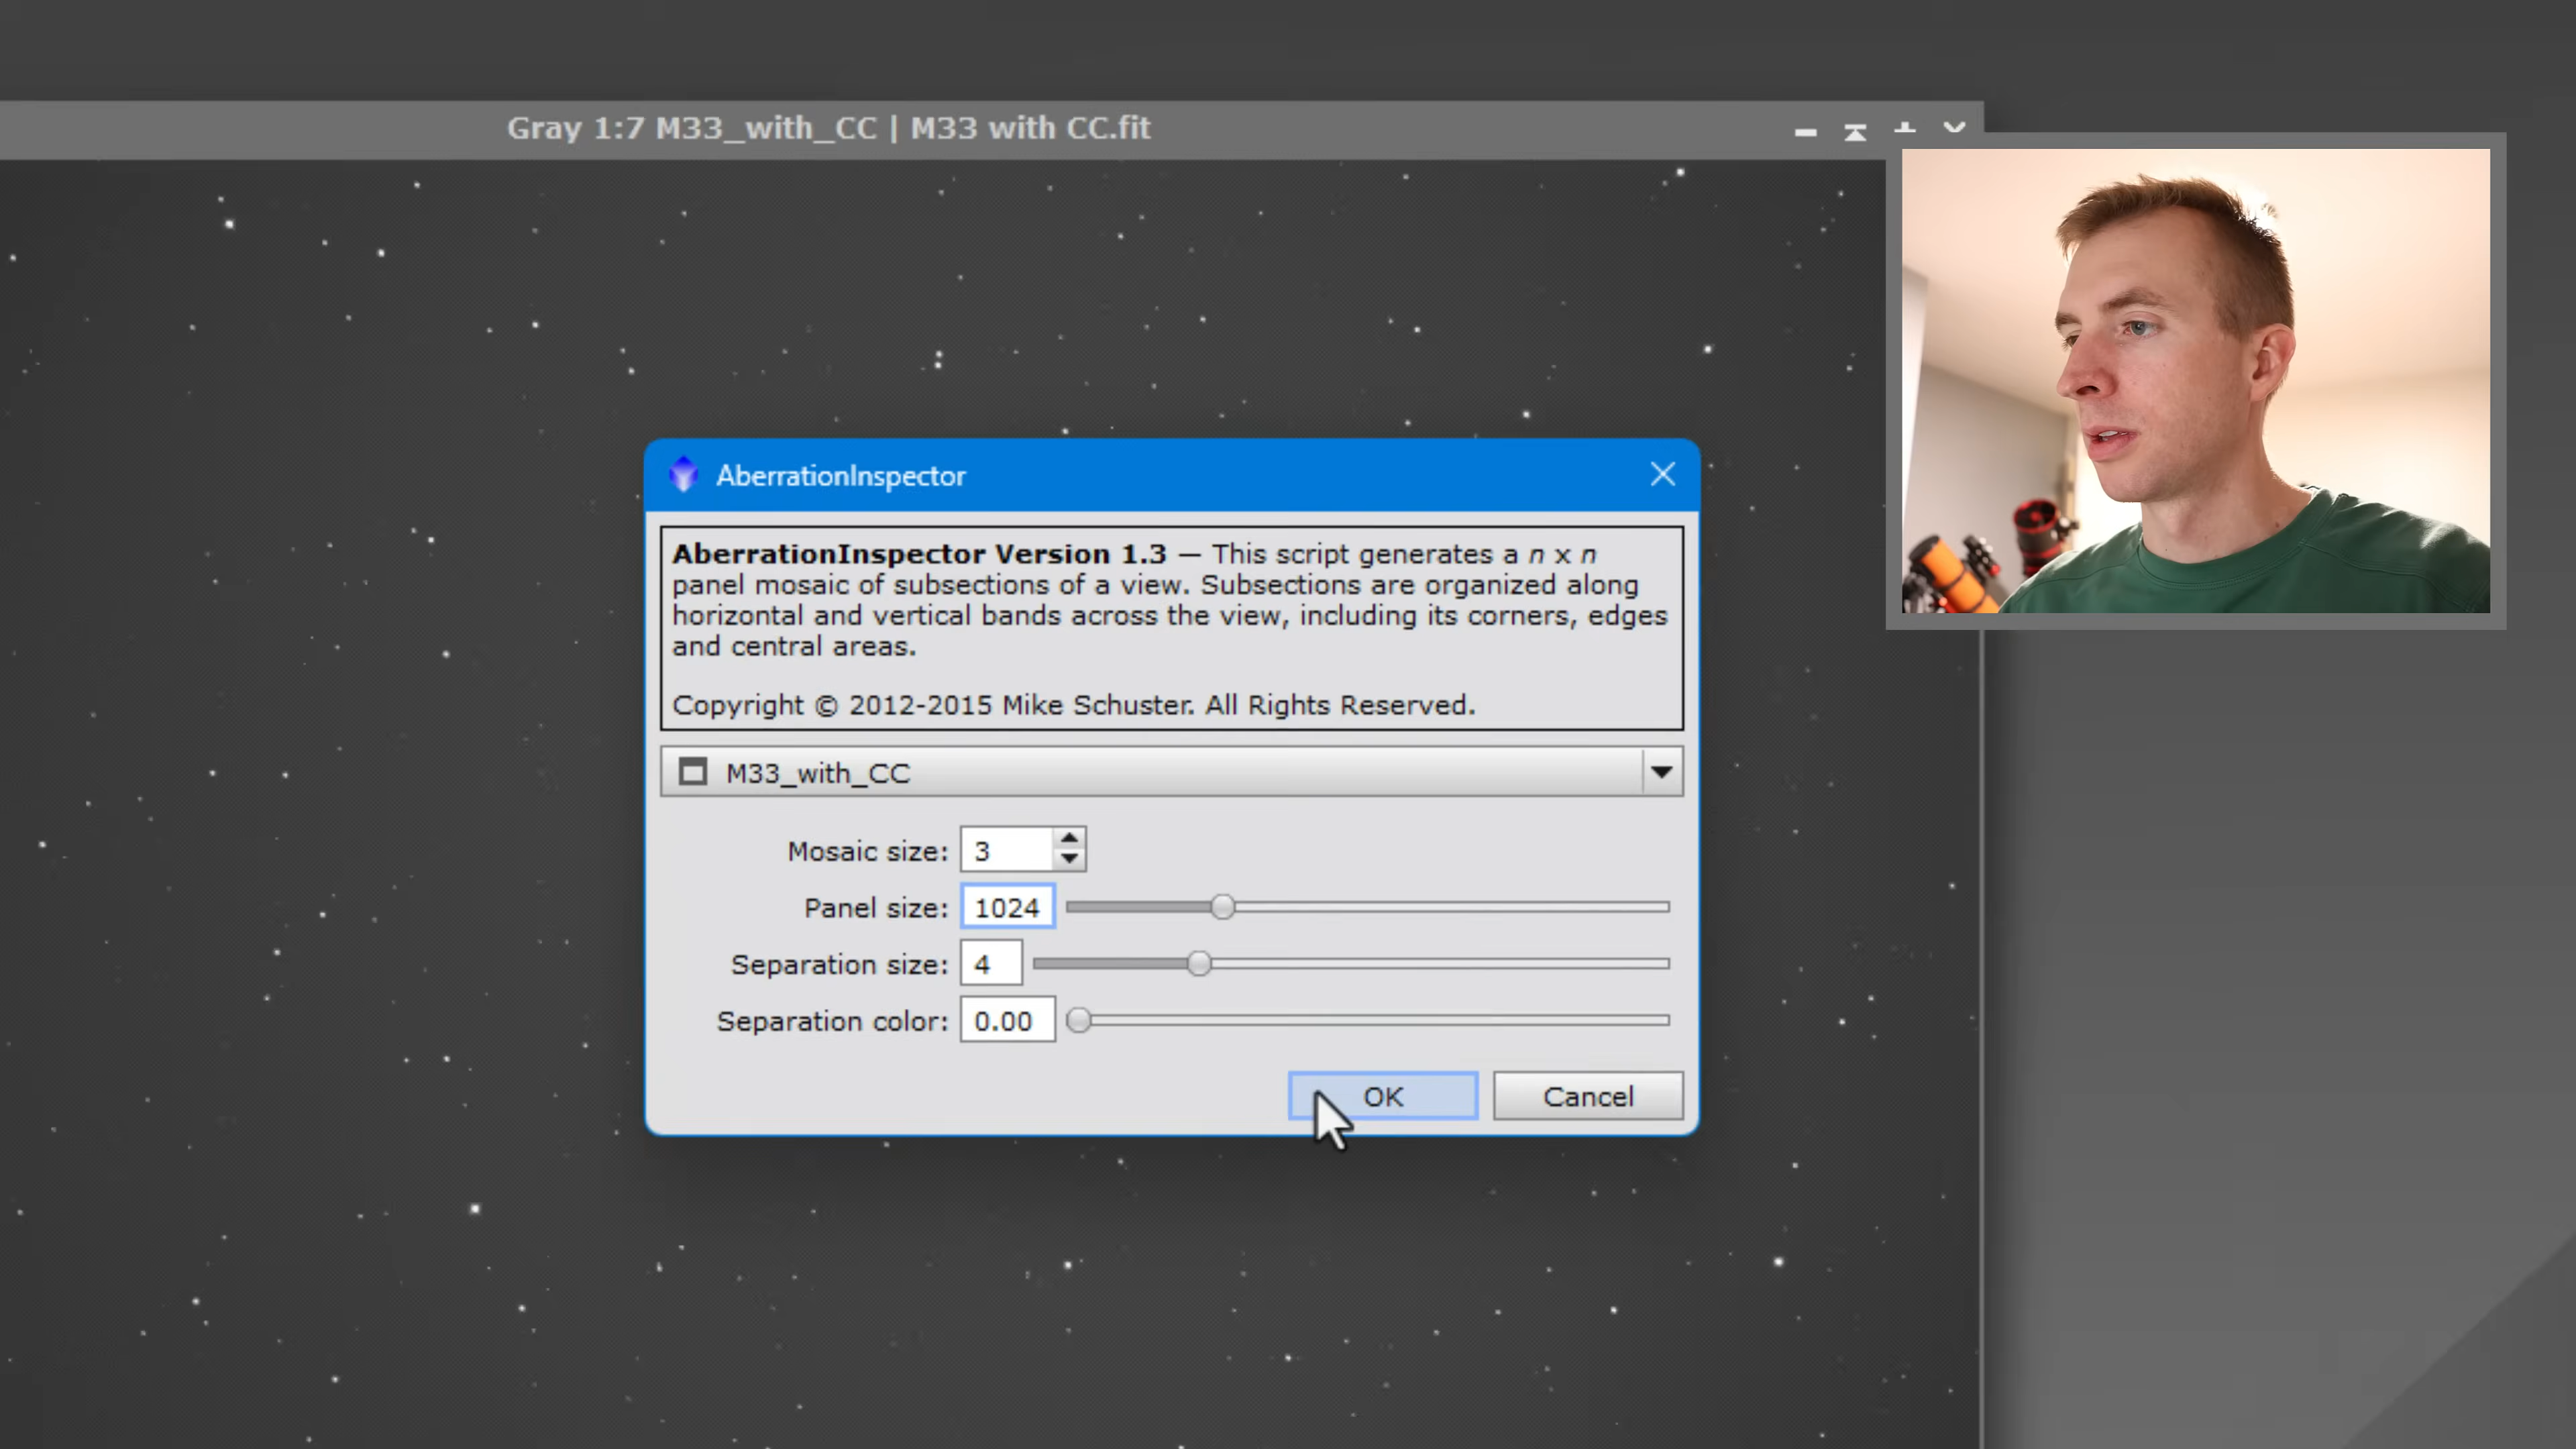 Gray 1:7 M33_with_CC | M33 with CC.fit
AberrationInspector
AberrationInspector Version 1.3 — This script generates a n x n
panel mosaic of subsections of a view. Subsections are organized along
horizontal and vertical bands across the view, including its corners, edges
and central areas.
Copyright © 2012-2015 Mike Schuster. All Rights Reserved.
M33_with_CC
Mosaic size: 3
Panel size: 1024
Separation size: 4
Separation color: 0.00
OK Cancel